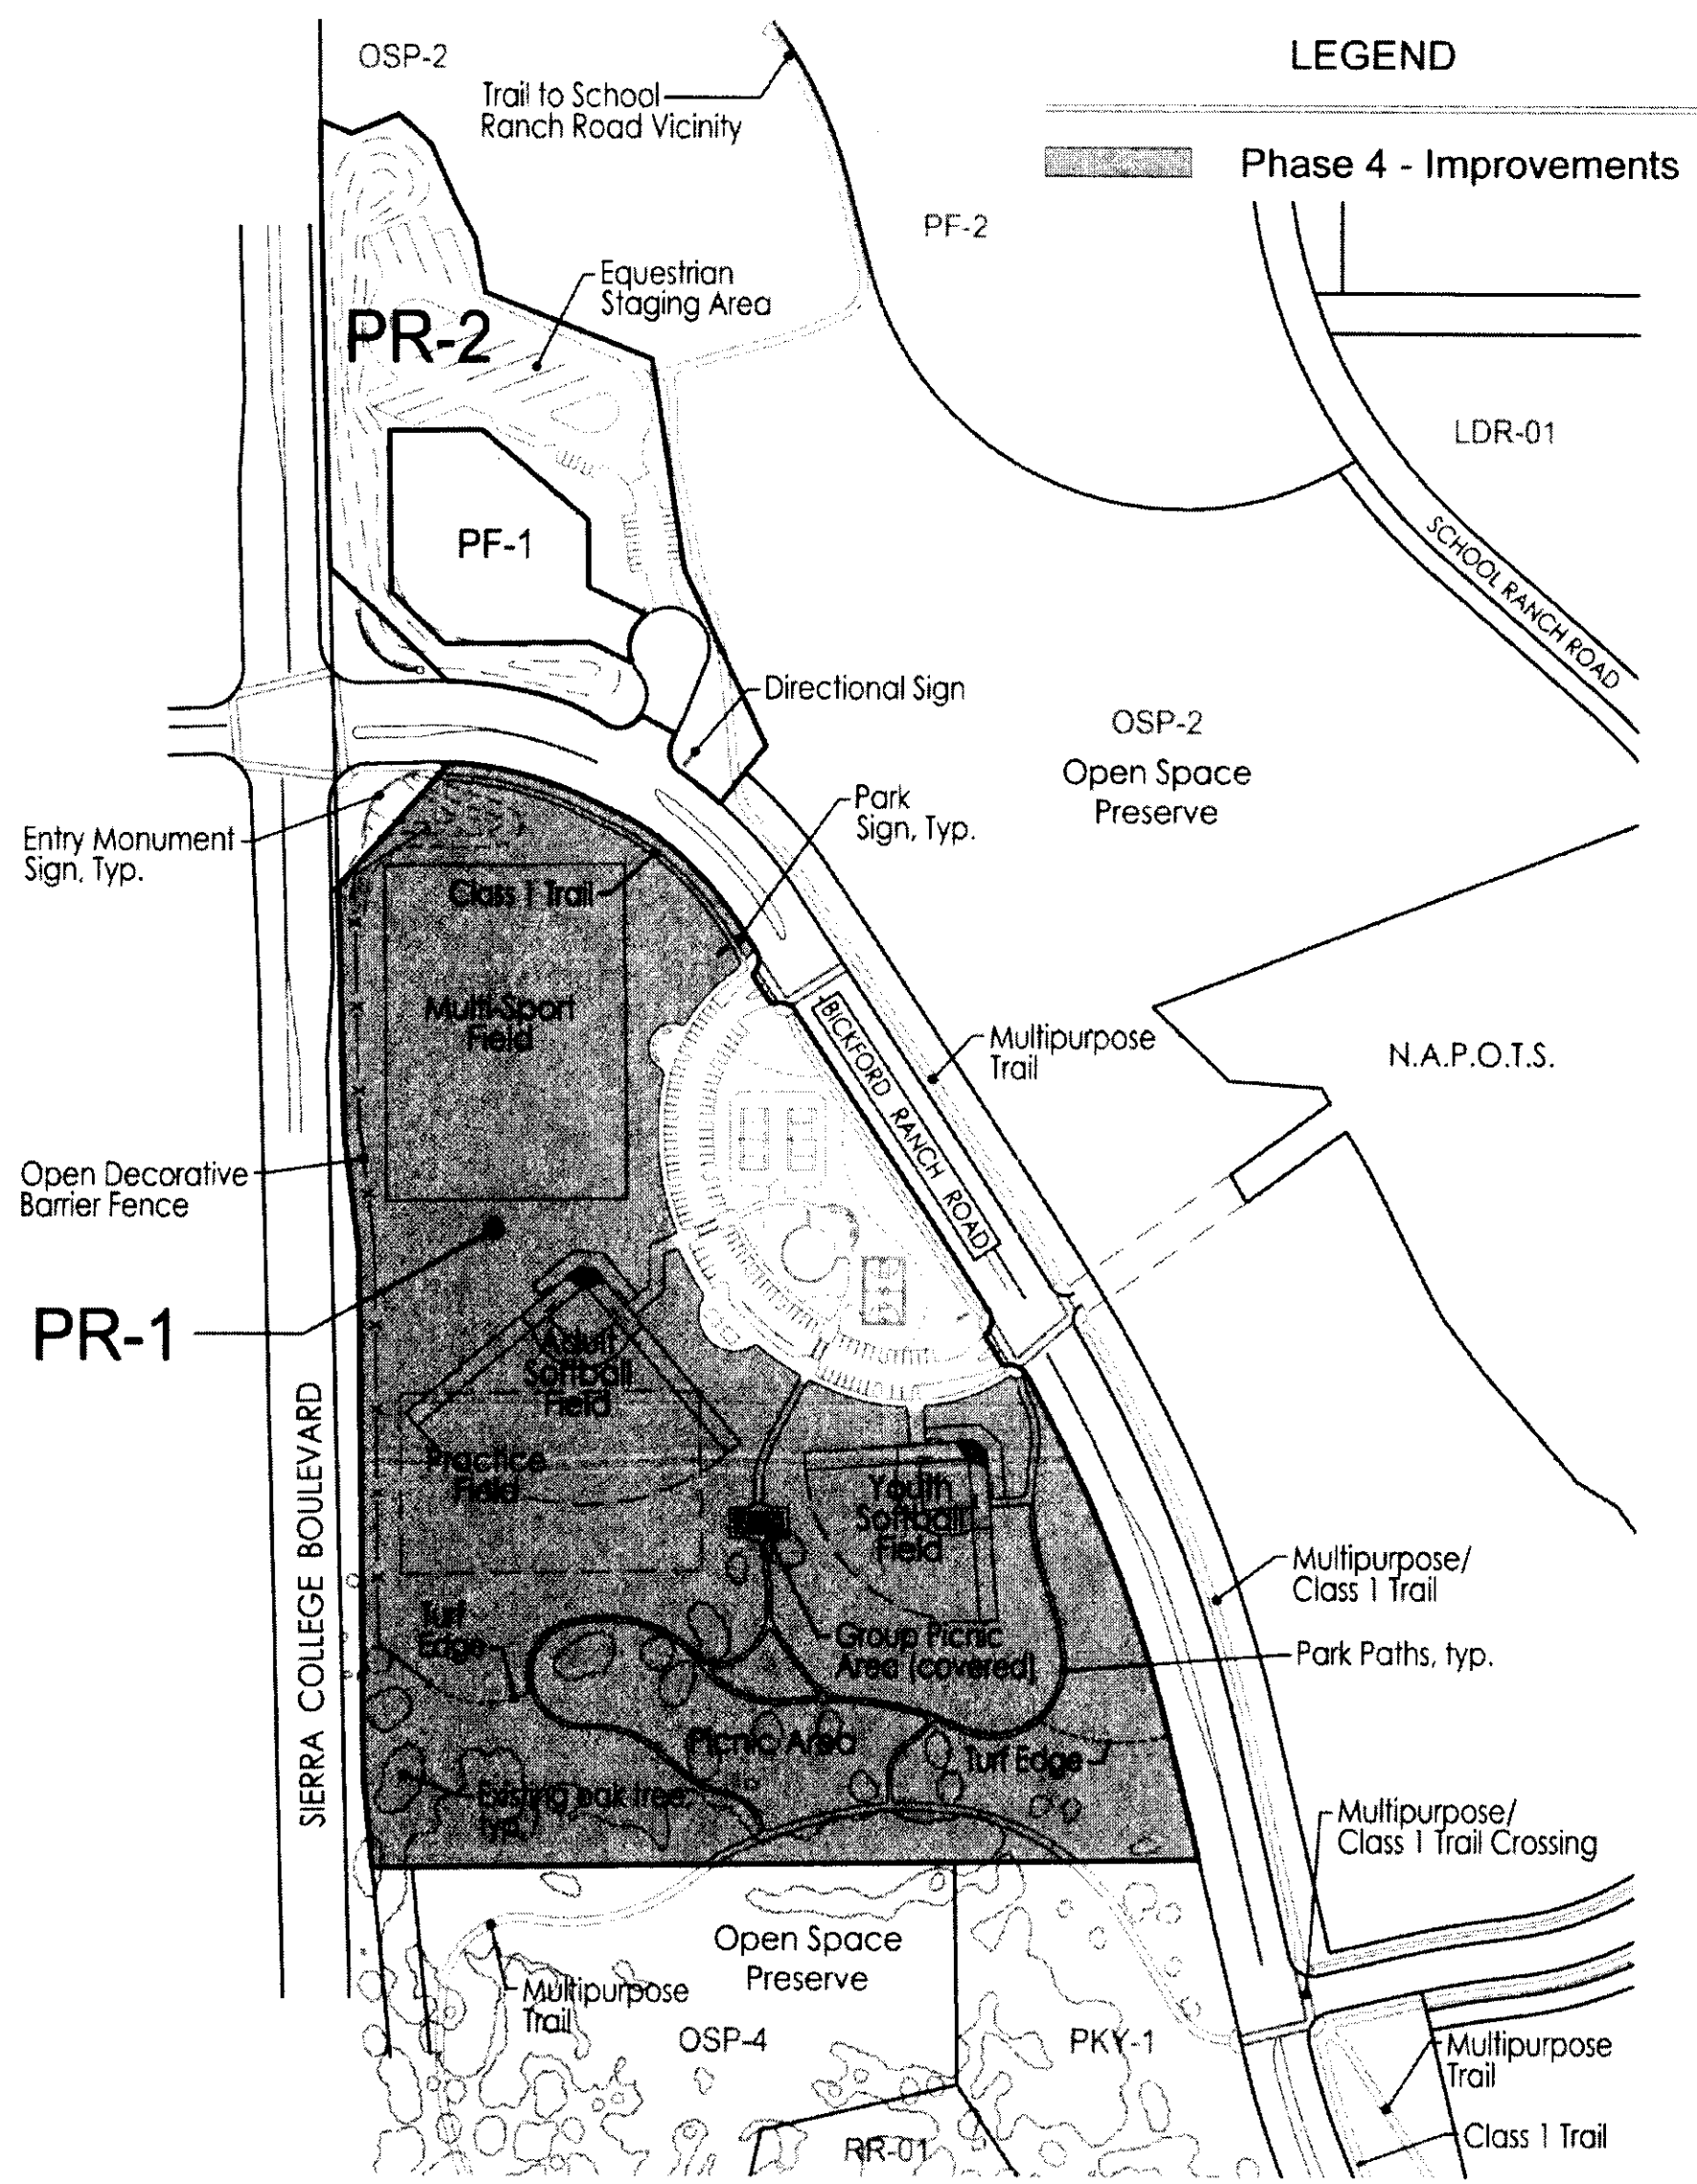 OSP-2
LEGEND
Trail to School
Ranch Road Vicinity
Phase 4 - Improvements
PF-2
Equestrian
Staging Area
PR-2
LDR-01
PF-1
SCHOOL RANCH ROAD
Directional Sign
OSP-2
Open Space
Preserve
Park
Sign, Typ.
Entry Monument
Sign, Typ.
Class 1 Trail
Multi-Sport
Field
BICKFORD RANCH ROAD
Multipurpose
Trail
N.A.P.O.T.S.
Open Decorative
Barrier Fence
PR-1
Adult
Softball
Field
SIERRA COLLEGE BOULEVARD
Practice
Field
Youth
Softball
Field
Multipurpose/
Class 1 Trail
Turf
Edge
Group Picnic
Area (covered)
Park Paths, typ.
Picnic Area
Turf Edge
Existing oak tree,
typ.
Multipurpose/
Class 1 Trail Crossing
Open Space
Preserve
Multipurpose
Trail
OSP-4
PKY-1
Multipurpose
Trail
RR-01
Class 1 Trail